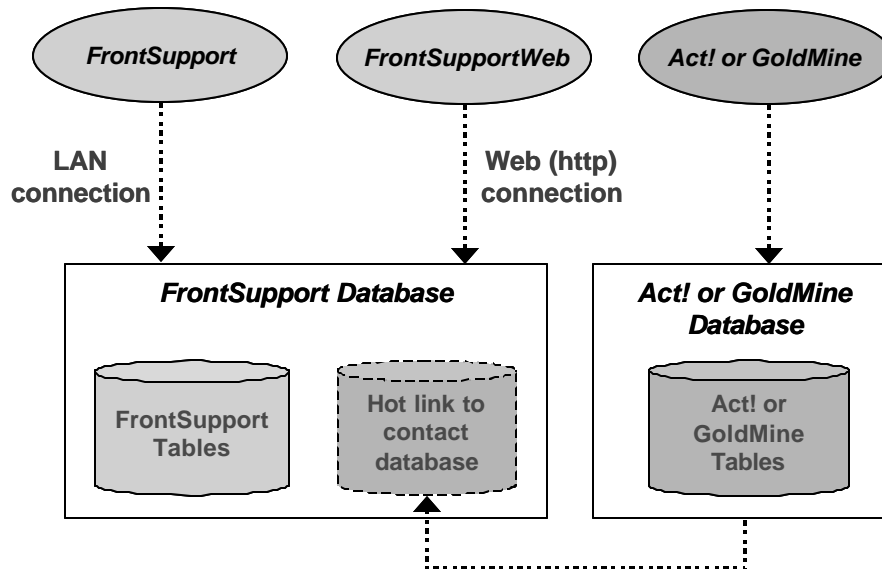 FrontSupport
FrontSupportWeb
Act! or GoldMine
LAN
connection
Web (http)
connection
FrontSupport Database
Act! or GoldMine
Database
FrontSupport
Tables
Hot link to
contact
database
Act! or
GoldMine
Tables